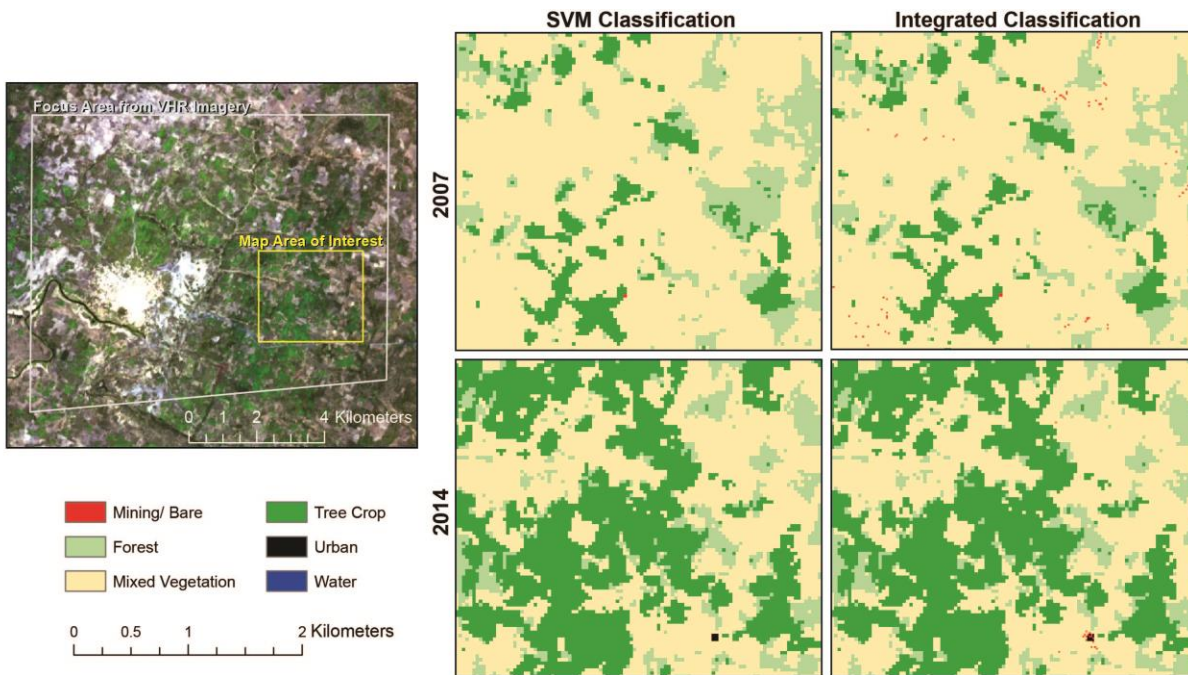 SVM Classification
Integrated Classification
Focus Area from VHR Imagery
Map Area of Interest
0 1 2 4 Kilometers
2007
2014
Mining/ Bare
Forest
Mixed Vegetation
Tree Crop
Urban
Water
0 0.5 1 2 Kilometers